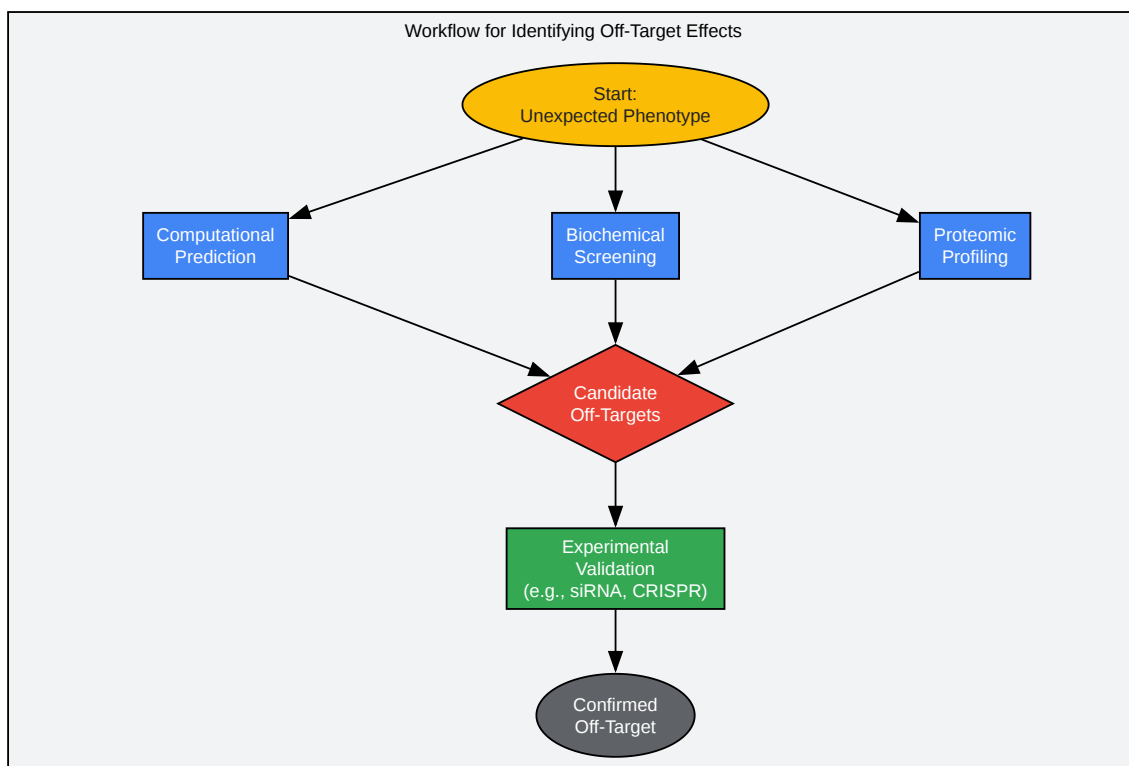 Workflow for Identifying Off-Target Effects
Start:
Unexpected Phenotype
Computational
Prediction
Biochemical
Screening
Proteomic
Profiling
Candidate
Off-Targets
Experimental
Validation
(e.g., siRNA, CRISPR)
Confirmed
Off-Target